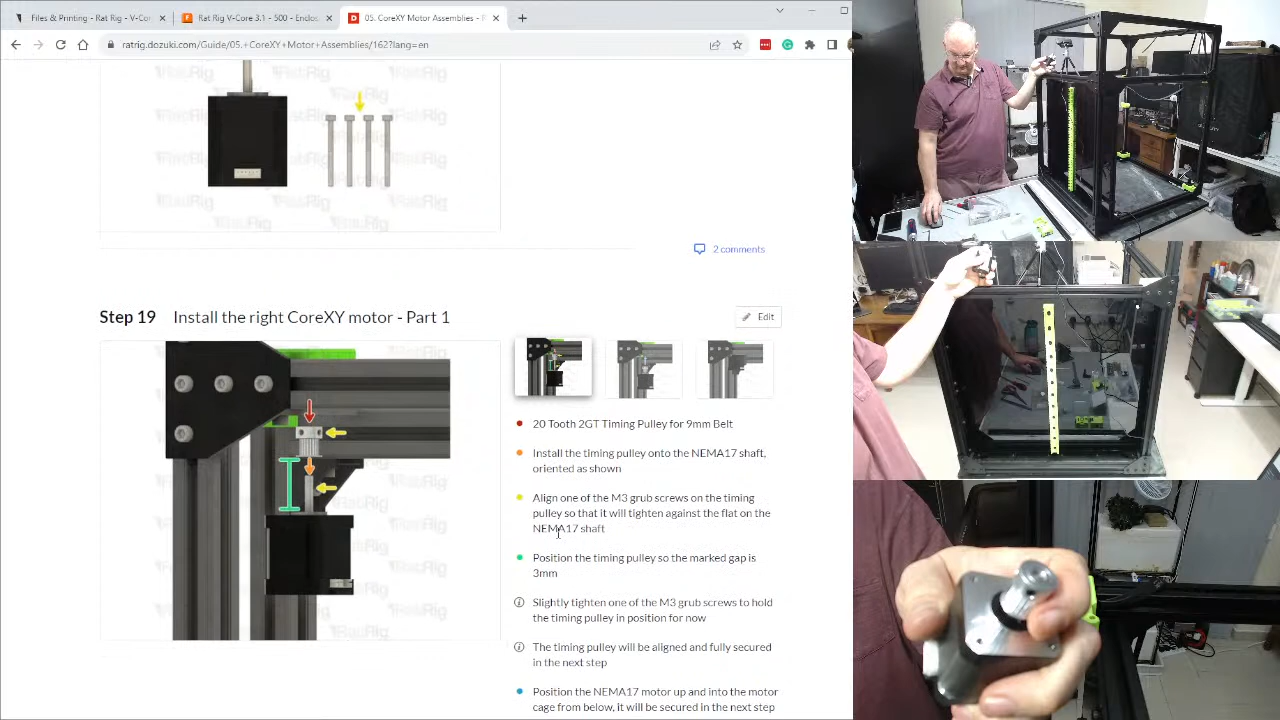 Files & Printing - Rat Rig - V-Co
Rat Rig V-Core 3.1 - 500 - Endos
05. CoreXY Motor Assemblies - P
ratrig.dozuki.com/Guide/05.+CoreXY+Motor+Assemblies/162?lang=en
2 comments
Step 19 Install the right CoreXY motor - Part 1
Edit
20 Tooth 2GT Timing Pulley for 9mm Belt
Install the timing pulley onto the NEMA17 shaft,
oriented as shown
Align one of the M3 grub screws on the timing
pulley so that it will tighten against the flat on the
NEMA17 shaft
Position the timing pulley so the marked gap is
3mm
Slightly tighten one of the M3 grub screws to hold
the timing pulley in position for now
The timing pulley will be aligned and fully secured
in the next step
Position the NEMA17 motor up and into the motor
cage from below, it will be secured in the next step